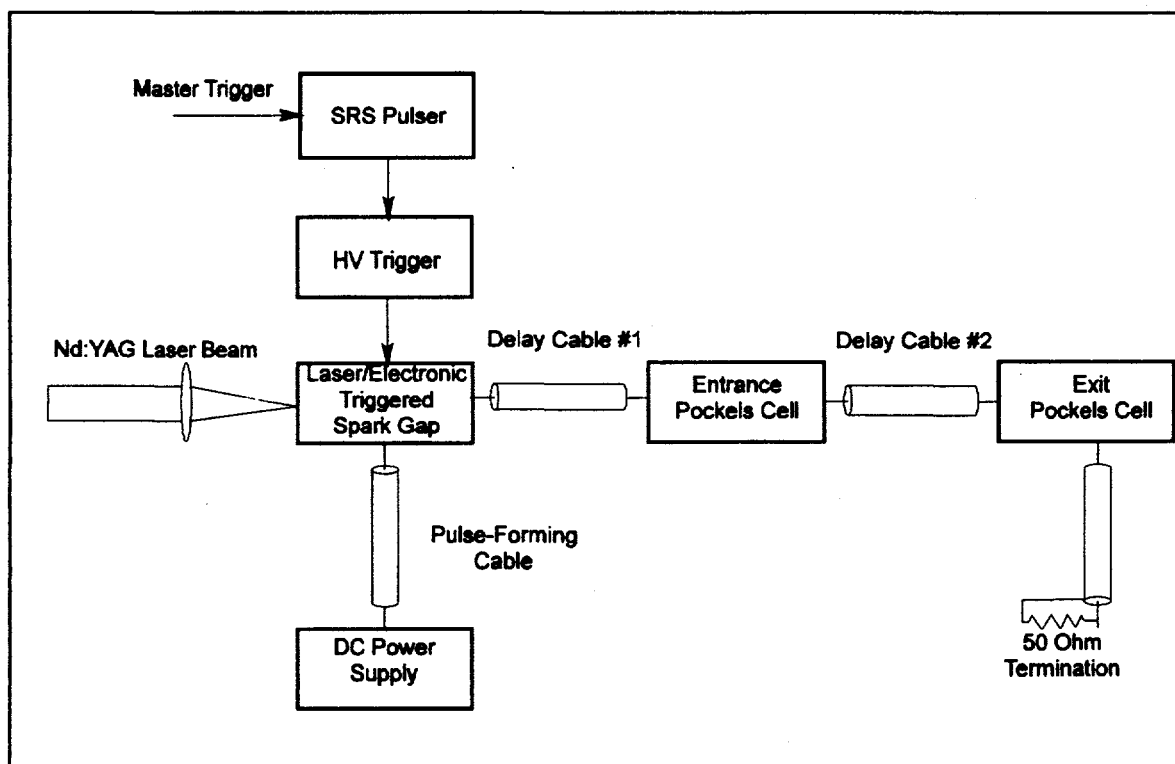 Master Trigger
SRS Pulser
HV Trigger
Nd:YAG Laser Beam
Laser/Electronic
Triggered
Spark Gap
Delay Cable #1
Entrance
Pockels Cell
Delay Cable #2
Exit
Pockels Cell
Pulse-Forming
Cable
DC Power
Supply
50 Ohm
Termination